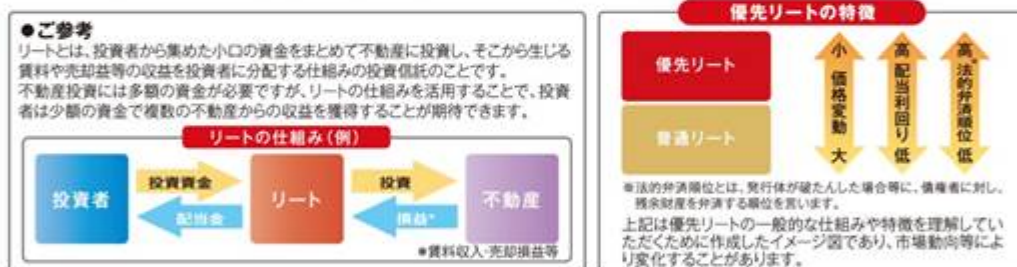 ●ご参考
リートとは、投資者から集めた小口の資金をまとめて不動産に投資し、そこから生じる
賃料や売却益等の収益を投資者に分配する仕組みの投資信託のことです。
不動産投資には多額の資金が必要ですが、リートの仕組みを活用することで、投資
者は少額の資金で複数の不動産からの収益を獲得することが期待できます。
リートの仕組み(例)
投資者
投資資金
配当金
リート
投資
損益*
不動産
*賃料収入・売却損益等
優先リートの特徴
優先リート
普通リート
小 価格変動 大
高 配当利回り 低
高 法的弁済順位* 低
※法的弁済順位とは、発行体が破たんした場合等に、債権者に対し、
残余財産を弁済する順位を言います。
上記は優先リートの一般的な仕組みや特徴を理解してい
ただくために作成したイメージ図であり、市場動向等によ
り変化することがあります。